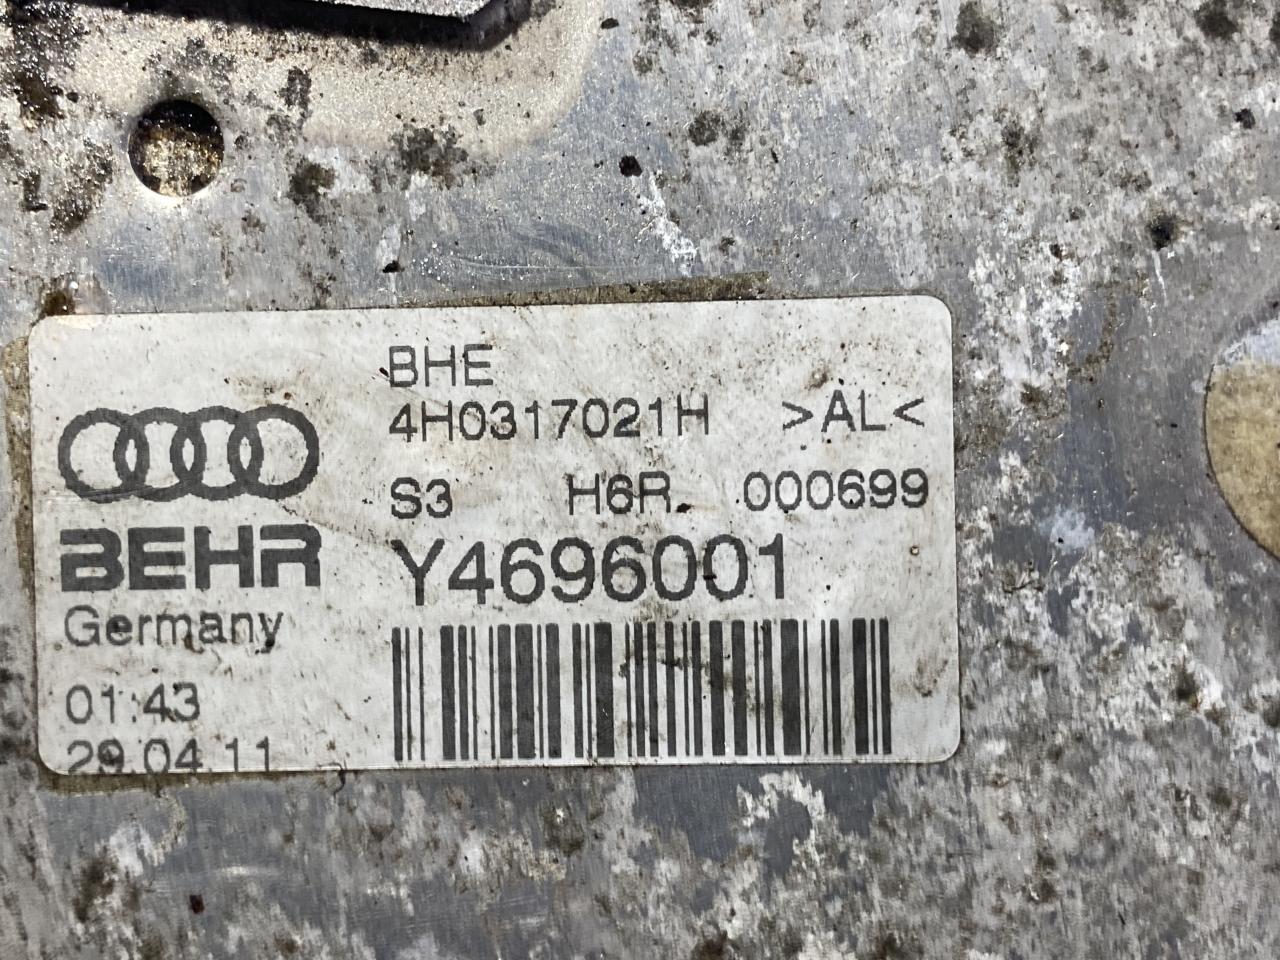 BHE
4H0317021H >AL<
S3 H6R. 000699
BEHR
Y4696001
Germany
01:43
29.04.11